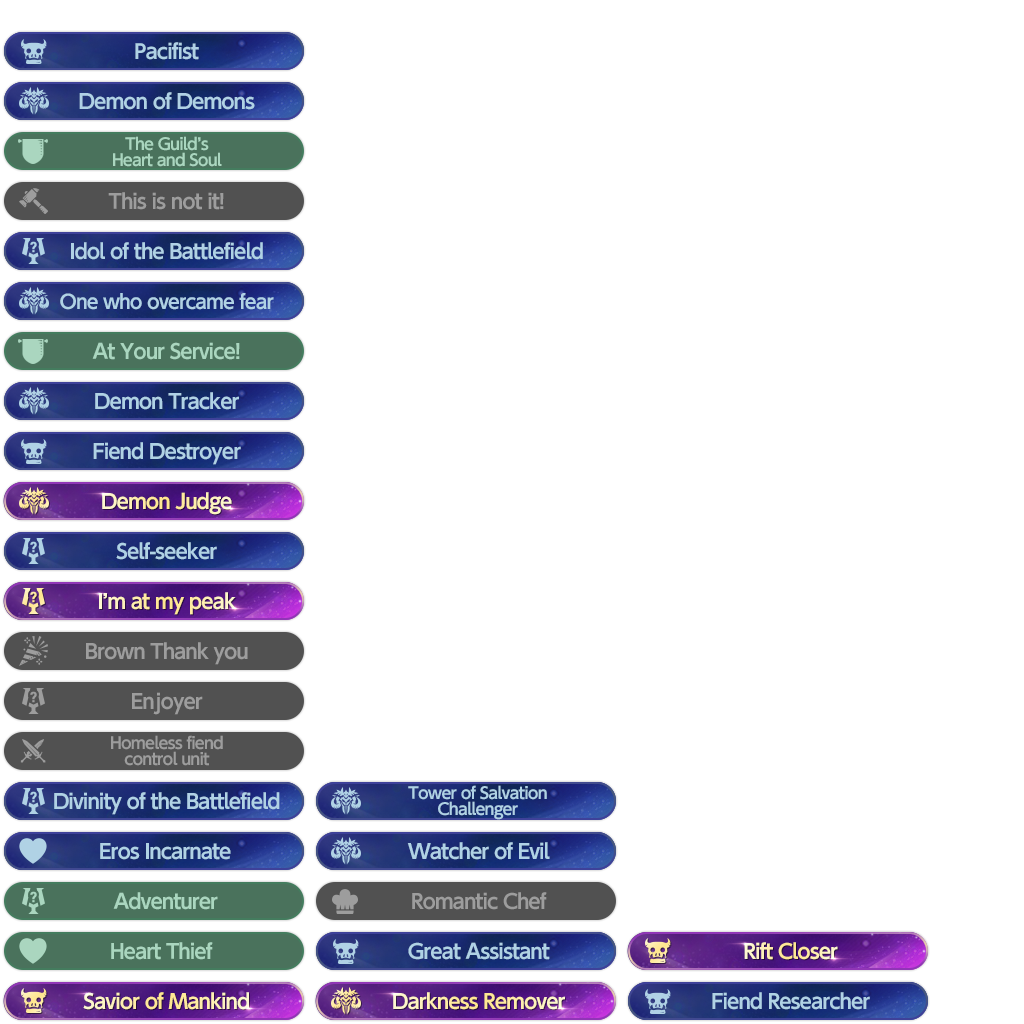 Pacifist
Demon of Demons
The Guild's
Heart and Soul
This is not it!
Idol of the Battlefield
One who overcame fear
At Your Service!
Demon Tracker
Fiend Destroyer
Demon Judge
Self-seeker
I’m at my peak
Brown Thank you
Enjoyer
Homeless fiend
control unit
Divinity of the Battlefield
Tower of Salvation
Challenger
Eros Incarnate
Watcher of Evil
Adventurer
Romantic Chef
Heart Thief
Great Assistant
Rift Closer
Savior of Mankind
Darkness Remover
Fiend Researcher